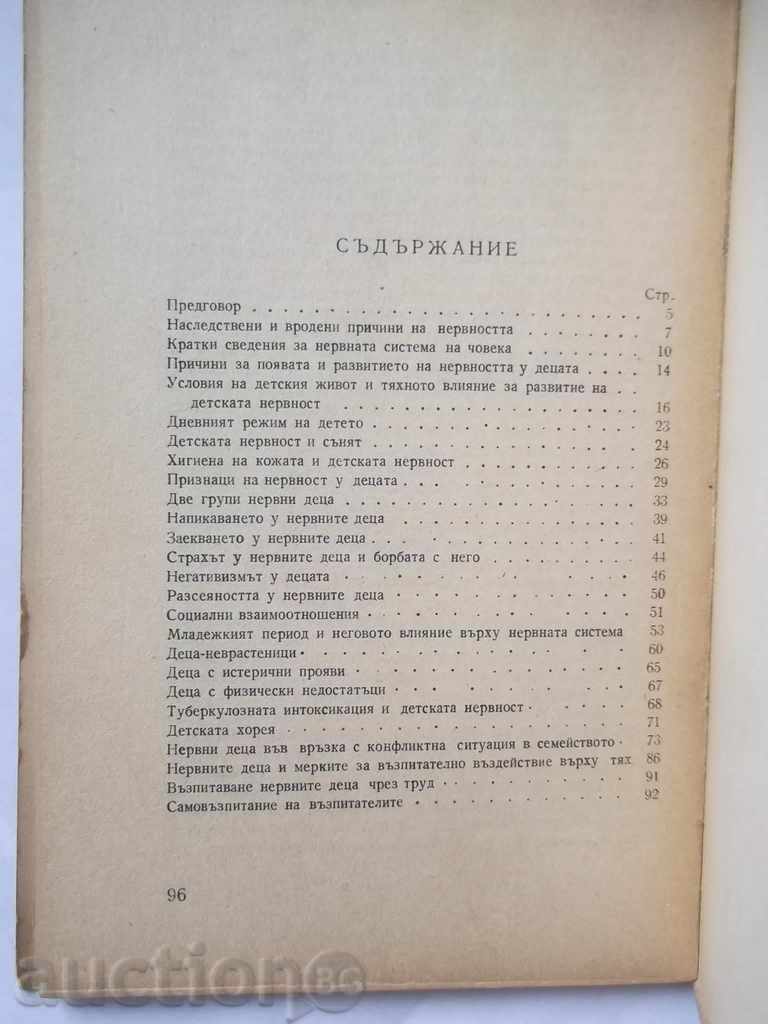 СЪДЪРЖАНИЕ
Стр.
Предговор . . . . . . . . . . . . . . . . . . . . . . . . 5
Наследствени и вродени причини на нервността . . . . . . . . 7
Кратки сведения за нервната система на човека . . . . . . . . 10
Причини за появата и развитието на нервността у децата . . . . 14
Условия на детския живот и тяхното влияние за развитие на . .
детската нервност . . . . . . . . . . . . . . . . . . . 16
Дневният режим на детето . . . . . . . . . . . . . . . . . 23
Детската нервност и сънят . . . . . . . . . . . . . . . . . 24
Хигиена на кожата и детската нервност . . . . . . . . . . . . 26
Признаци на нервност у децата . . . . . . . . . . . . . . . 29
Две групи нервни деца . . . . . . . . . . . . . . . . . . . 33
Напикаването у нервните деца . . . . . . . . . . . . . . . . 39
Заекването у нервните деца . . . . . . . . . . . . . . . . . 41
Страхът у нервните деца и борбата с него . . . . . . . . . . . 44
Негативизмът у децата . . . . . . . . . . . . . . . . . . . 46
Разсеяността у нервните деца . . . . . . . . . . . . . . . . 50
Социални взаимоотношения . . . . . . . . . . . . . . . . . 51
Младежкият период и неговото влияние върху нервната система 53
Деца-неврастеници . . . . . . . . . . . . . . . . . . . . 60
Деца с истерични прояви . . . . . . . . . . . . . . . . . . 65
Деца с физически недостатъци . . . . . . . . . . . . . . . . 67
Туберкулозната интоксикация и детската нервност . . . . . . . 68
Детската хорея . . . . . . . . . . . . . . . . . . . . . . 71
Нервни деца във връзка с конфликтна ситуация в семейството . 73
Нервните деца и мерките за възпитателно въздействие върху тях 86
Възпитаване нервните деца чрез труд . . . . . . . . . . . . . 91
Самовъзпитание на възпитателите . . . . . . . . . . . . . . . 92
96
auction.bg